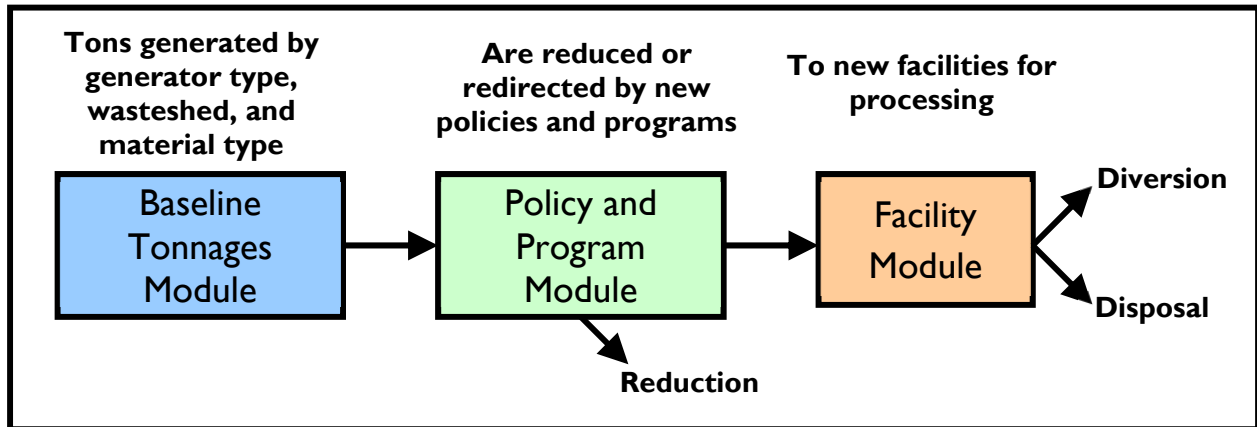 Tons generated by
generator type,
wasteshed, and
material type
Are reduced or
redirected by new
policies and programs
To new facilities for
processing
Baseline
Tonnages
Module
Policy and
Program
Module
Facility
Module
Diversion
Disposal
Reduction